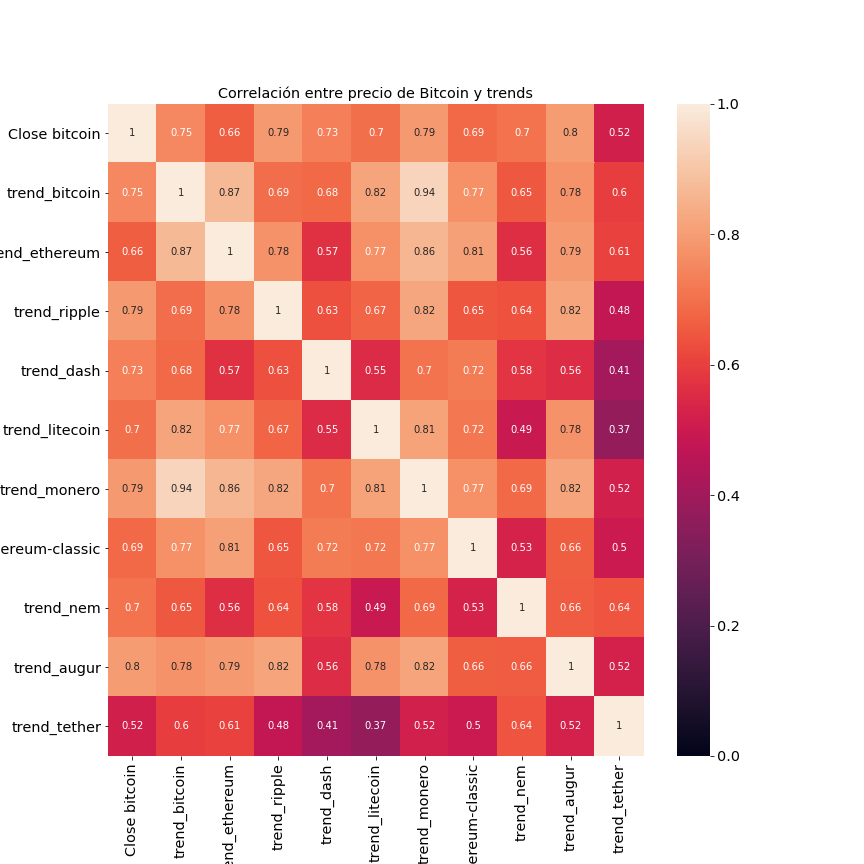 Correlación entre precio de Bitcoin y trends
Close bitcoin 1 0.75 0.66 0.79 0.73 0.7 0.79 0.69 0.7 0.8 0.52
trend_bitcoin 0.75 1 0.87 0.69 0.68 0.82 0.94 0.77 0.65 0.78 0.6
end_ethereum 0.66 0.87 1 0.78 0.57 0.77 0.86 0.81 0.56 0.79 0.61
trend_ripple 0.79 0.69 0.78 1 0.63 0.67 0.82 0.65 0.64 0.82 0.48
trend_dash 0.73 0.68 0.57 0.63 1 0.55 0.7 0.72 0.58 0.56 0.41
trend_litecoin 0.7 0.82 0.77 0.67 0.55 1 0.81 0.72 0.49 0.78 0.37
trend_monero 0.79 0.94 0.86 0.82 0.7 0.81 1 0.77 0.69 0.82 0.52
ereum-classic 0.69 0.77 0.81 0.65 0.72 0.72 0.77 1 0.53 0.66 0.5
trend_nem 0.7 0.65 0.56 0.64 0.58 0.49 0.69 0.53 1 0.66 0.64
trend_augur 0.8 0.78 0.79 0.82 0.56 0.78 0.82 0.66 0.66 1 0.52
trend_tether 0.52 0.6 0.61 0.48 0.41 0.37 0.52 0.5 0.64 0.52 1
Close bitcoin
trend_bitcoin
end_ethereum
trend_ripple
trend_dash
trend_litecoin
trend_monero
ereum-classic
trend_nem
trend_augur
trend_tether
1.0
0.8
0.6
0.4
0.2
0.0